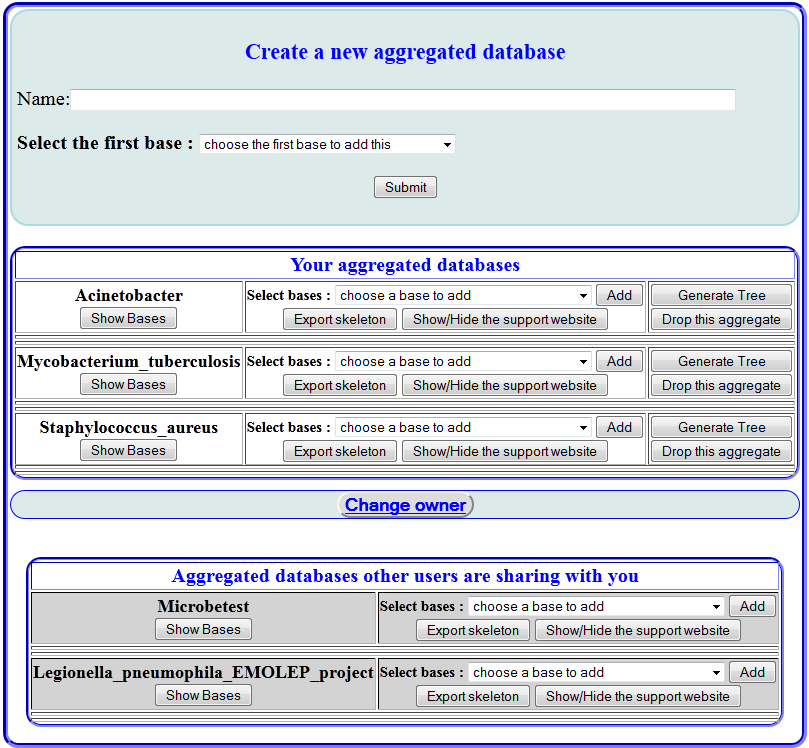 Create a new aggregated database
Name:
Select the first base : choose the first base to add this
Submit
Your aggregated databases
Acinetobacter
Show Bases
Select bases : choose a base to add Add
Export skeleton Show/Hide the support website
Generate Tree
Drop this aggregate
Mycobacterium_tuberculosis
Show Bases
Select bases : choose a base to add Add
Export skeleton Show/Hide the support website
Generate Tree
Drop this aggregate
Staphylococcus_aureus
Show Bases
Select bases : choose a base to add Add
Export skeleton Show/Hide the support website
Generate Tree
Drop this aggregate
Change owner
Aggregated databases other users are sharing with you
Microbetest
Show Bases
Select bases : choose a base to add Add
Export skeleton Show/Hide the support website
Legionella_pneumophila_EMOLEP_project
Show Bases
Select bases : choose a base to add Add
Export skeleton Show/Hide the support website